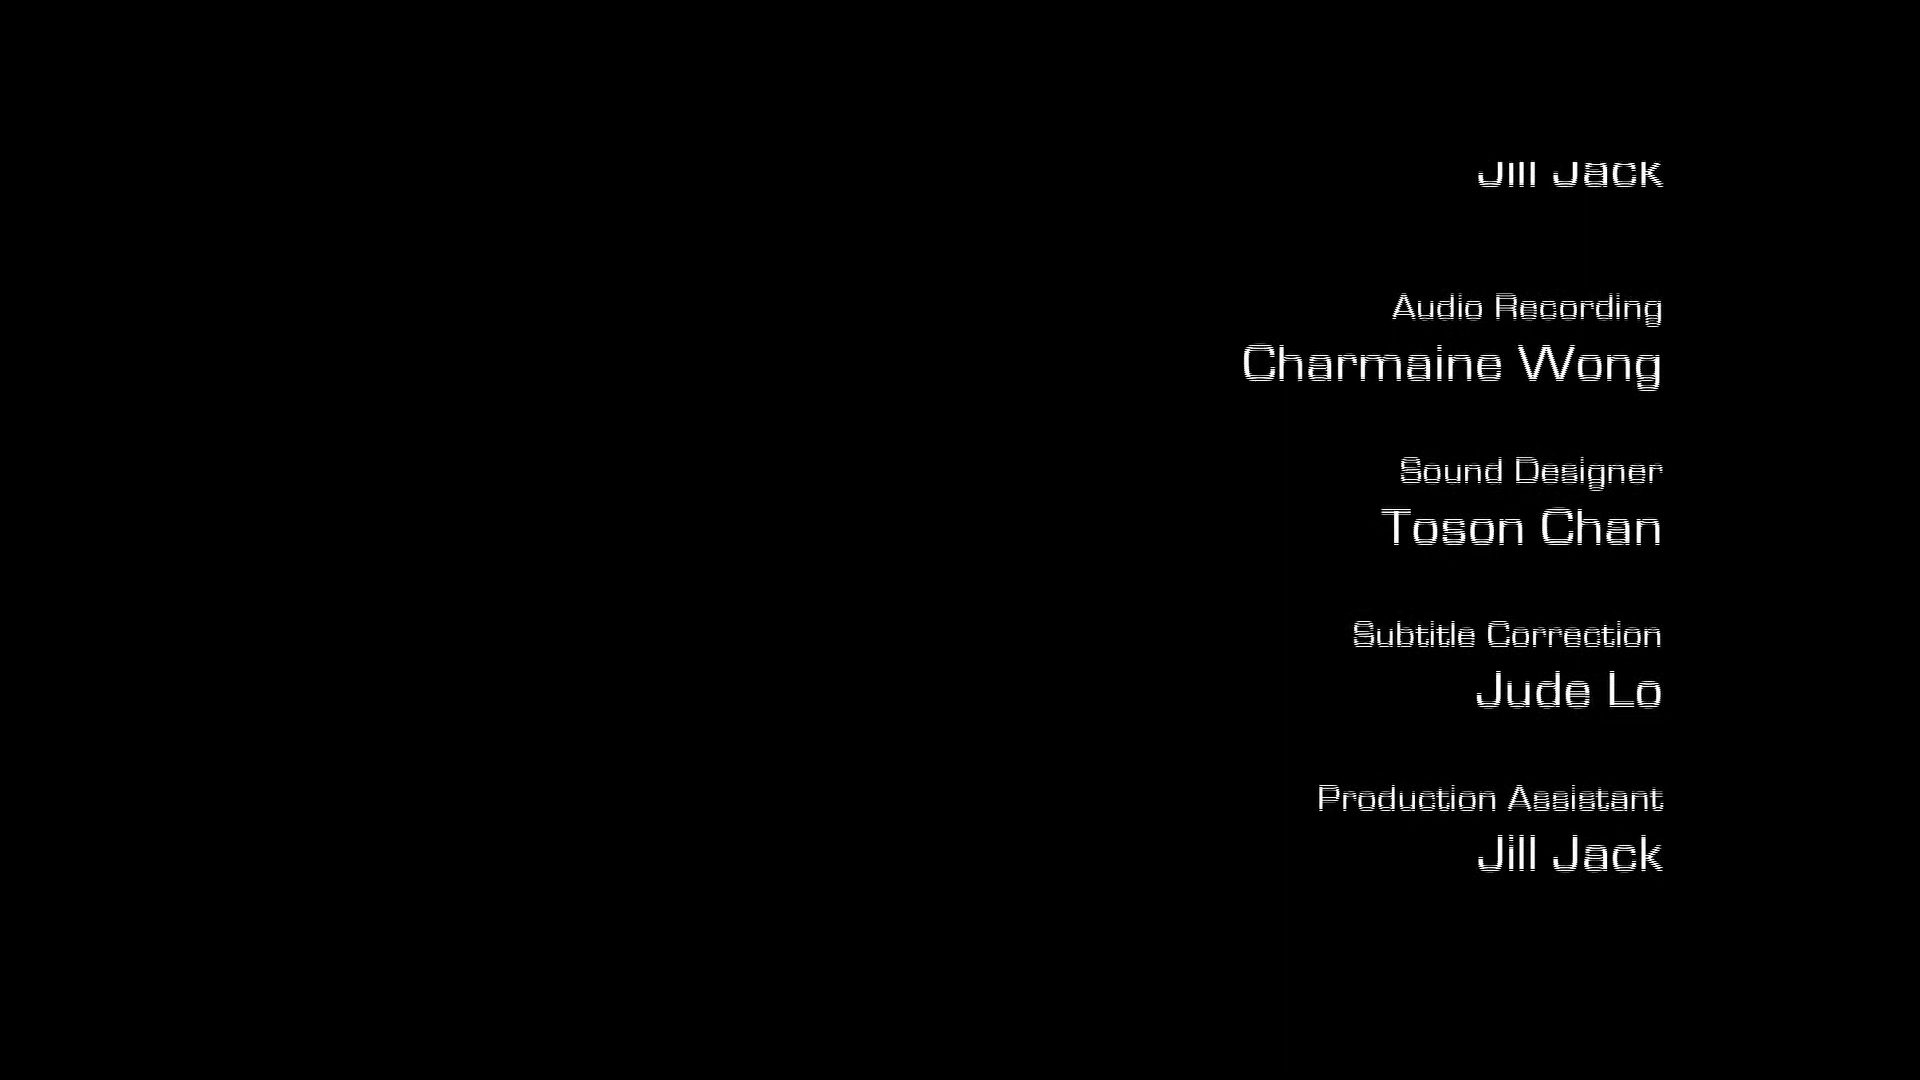 Jill Jack
Audio Recording
Charmaine Wong
Sound Designer
Toson Chan
Subtitle Correction
Jude Lo
Production Assistant
Jill Jack